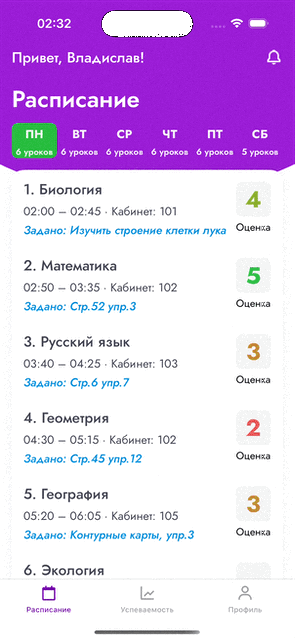 02:32
Привет, Владислав!
Расписание
ПН ВТ СР ЧТ ПТ СБ
6 уроков 6 уроков 6 уроков 6 уроков 6 уроков 5 уроков
1. Биология
4
02:00 – 02:45 · Кабинет: 101
Задано: Изучить строение клетки лука
Оценка
2. Математика
5
02:50 – 03:35 · Кабинет: 102
Задано: Стр.52 упр.3
Оценка
3. Русский язык
3
03:40 – 04:25 · Кабинет: 103
Задано: Стр.6 упр.7
Оценка
4. Геометрия
2
04:30 – 05:15 · Кабинет: 102
Задано: Стр.45 упр.12
Оценка
5. География
3
05:20 – 06:05 · Кабинет: 105
Задано: Контурные карты, упр.3
Оценка
6. Экология
Расписание Успеваемость Профиль